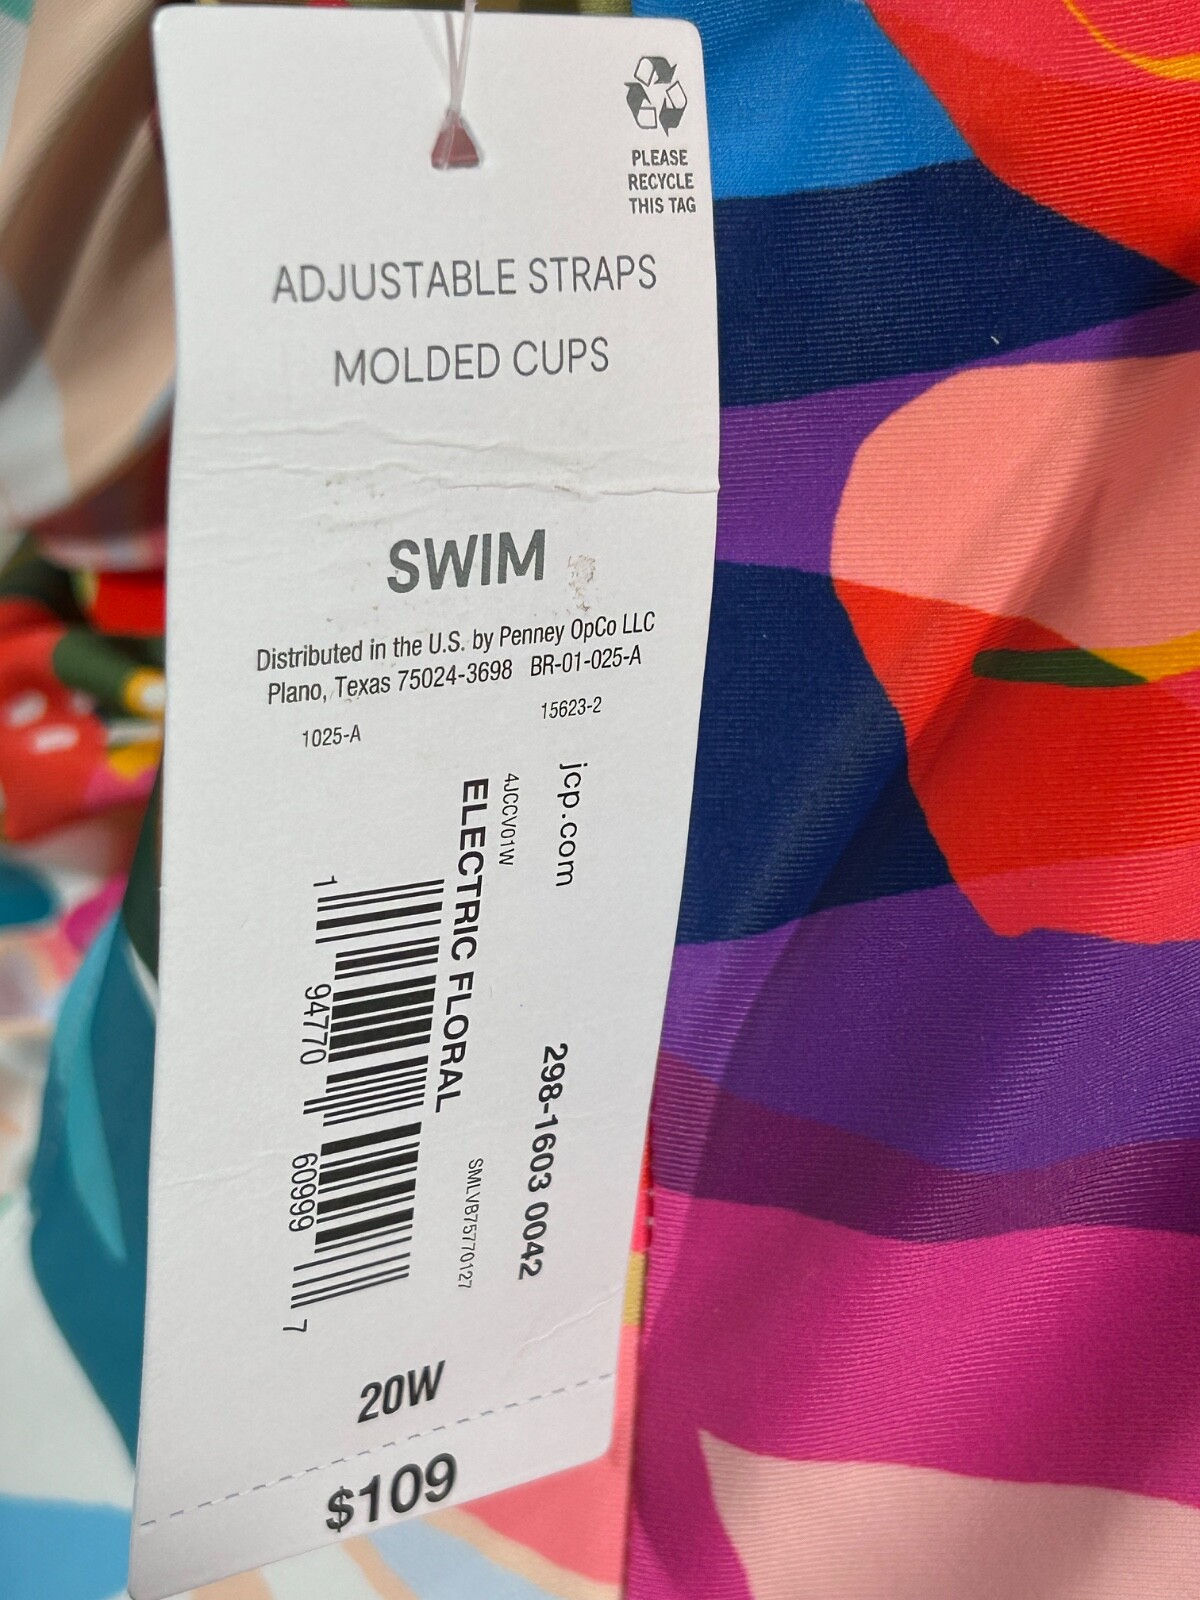 PLEASE
RECYCLE
THIS TAG
ADJUSTABLE STRAPS
MOLDED CUPS
SWIM
Distributed in the U.S. by Penney OpCo LLC
Plano, Texas 75024-3698 BR-01-025-A
1025-A 15623-2
jcp.com 298-1603 0042
4JCCV01W SMLVB75770127
ELECTRIC FLORAL
1 94770 60999 7
20W
$109